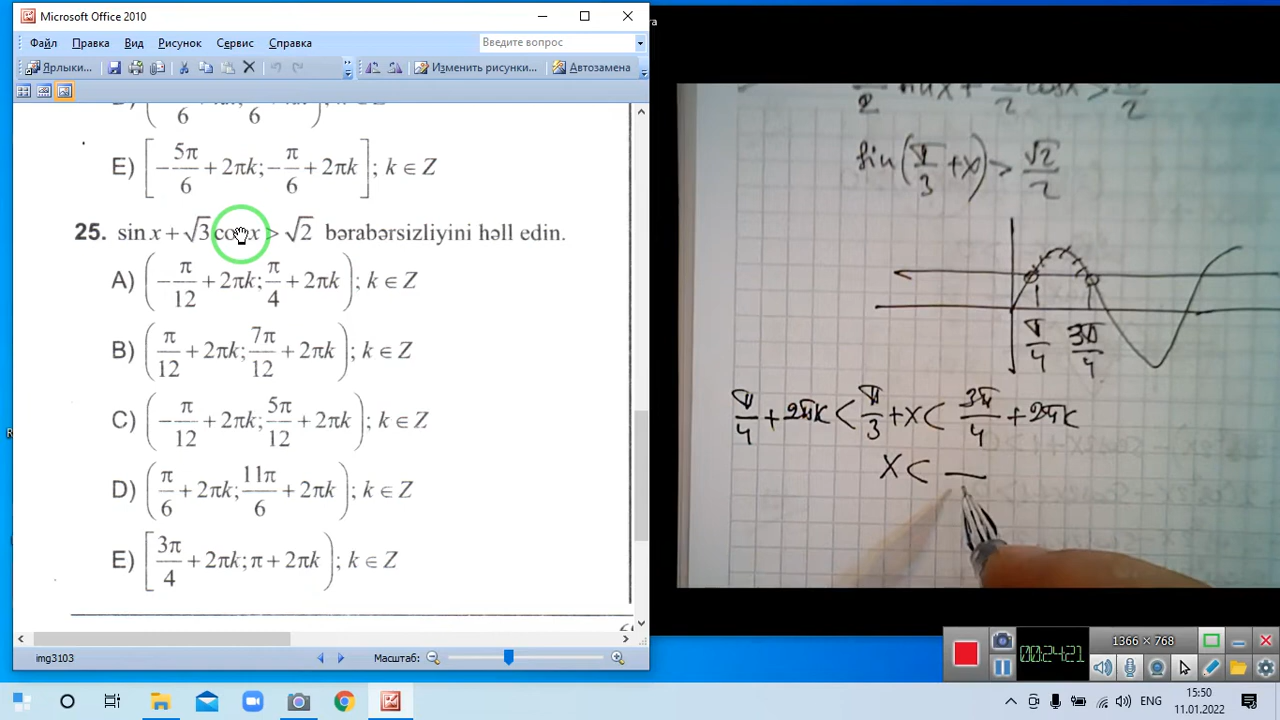 Microsoft Office 2010
Файл Правка Вид Рисунок Сервис Справка
Введите вопрос
Ярлыки... Изменить рисунки... Автозамена
6 6
E) [-5π/6 + 2πk; -π/6 + 2πk]; k ∈ Z
25. sin x + √3 cos x > √2 bərabərsizliyini həll edin.
A) (-π/12 + 2πk; π/4 + 2πk); k ∈ Z
B) (π/12 + 2πk; 7π/12 + 2πk); k ∈ Z
C) (-π/12 + 2πk; 5π/12 + 2πk); k ∈ Z
D) (π/6 + 2πk; 11π/6 + 2πk); k ∈ Z
E) [3π/4 + 2πk; π + 2πk); k ∈ Z
img3103
Масштаб:
sin(π/3 + x) > √2/2
π/4 3π/4
π/4 + 2πk < π/3 + x < 3π/4 + 2πk
x <
1366 × 768
00:24:21
ENG
15:50
11.01.2022